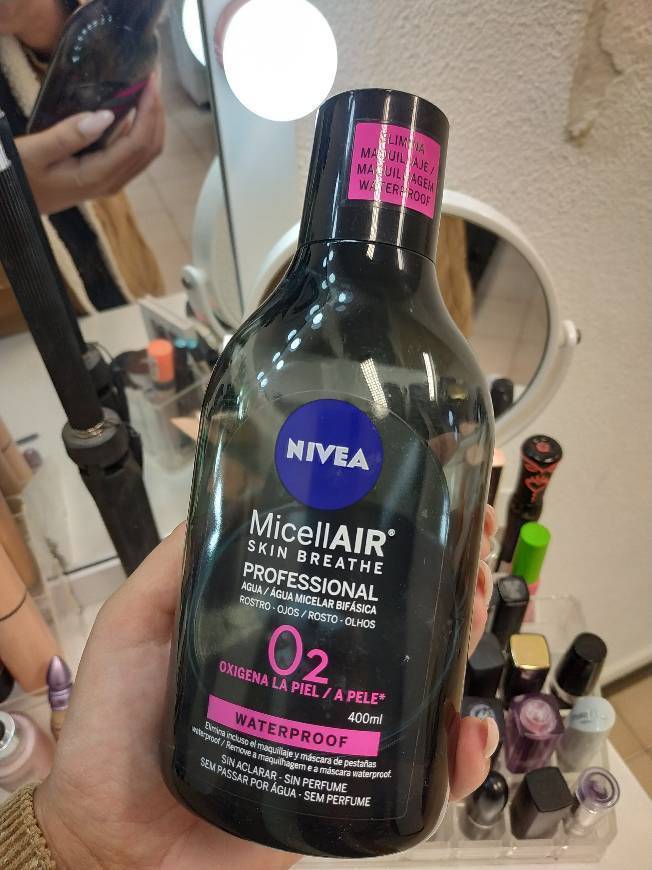 LIMPIA
MAQUILLAJE /
MAQUILHAGEM
WATERPROOF
NIVEA
MicellAIR®
SKIN BREATHE
PROFESSIONAL
AGUA / ÁGUA MICELAR BIFÁSICA
ROSTRO - OJOS / ROSTO - OLHOS
O2
OXIGENA LA PIEL / A PELE*
400ml
WATERPROOF
Elimina incluso el maquillaje y máscara de pestañas
waterproof / Remove a maquilhagem e a máscara waterproof.
SIN ACLARAR - SIN PERFUME
SEM PASSAR POR ÁGUA - SEM PERFUME